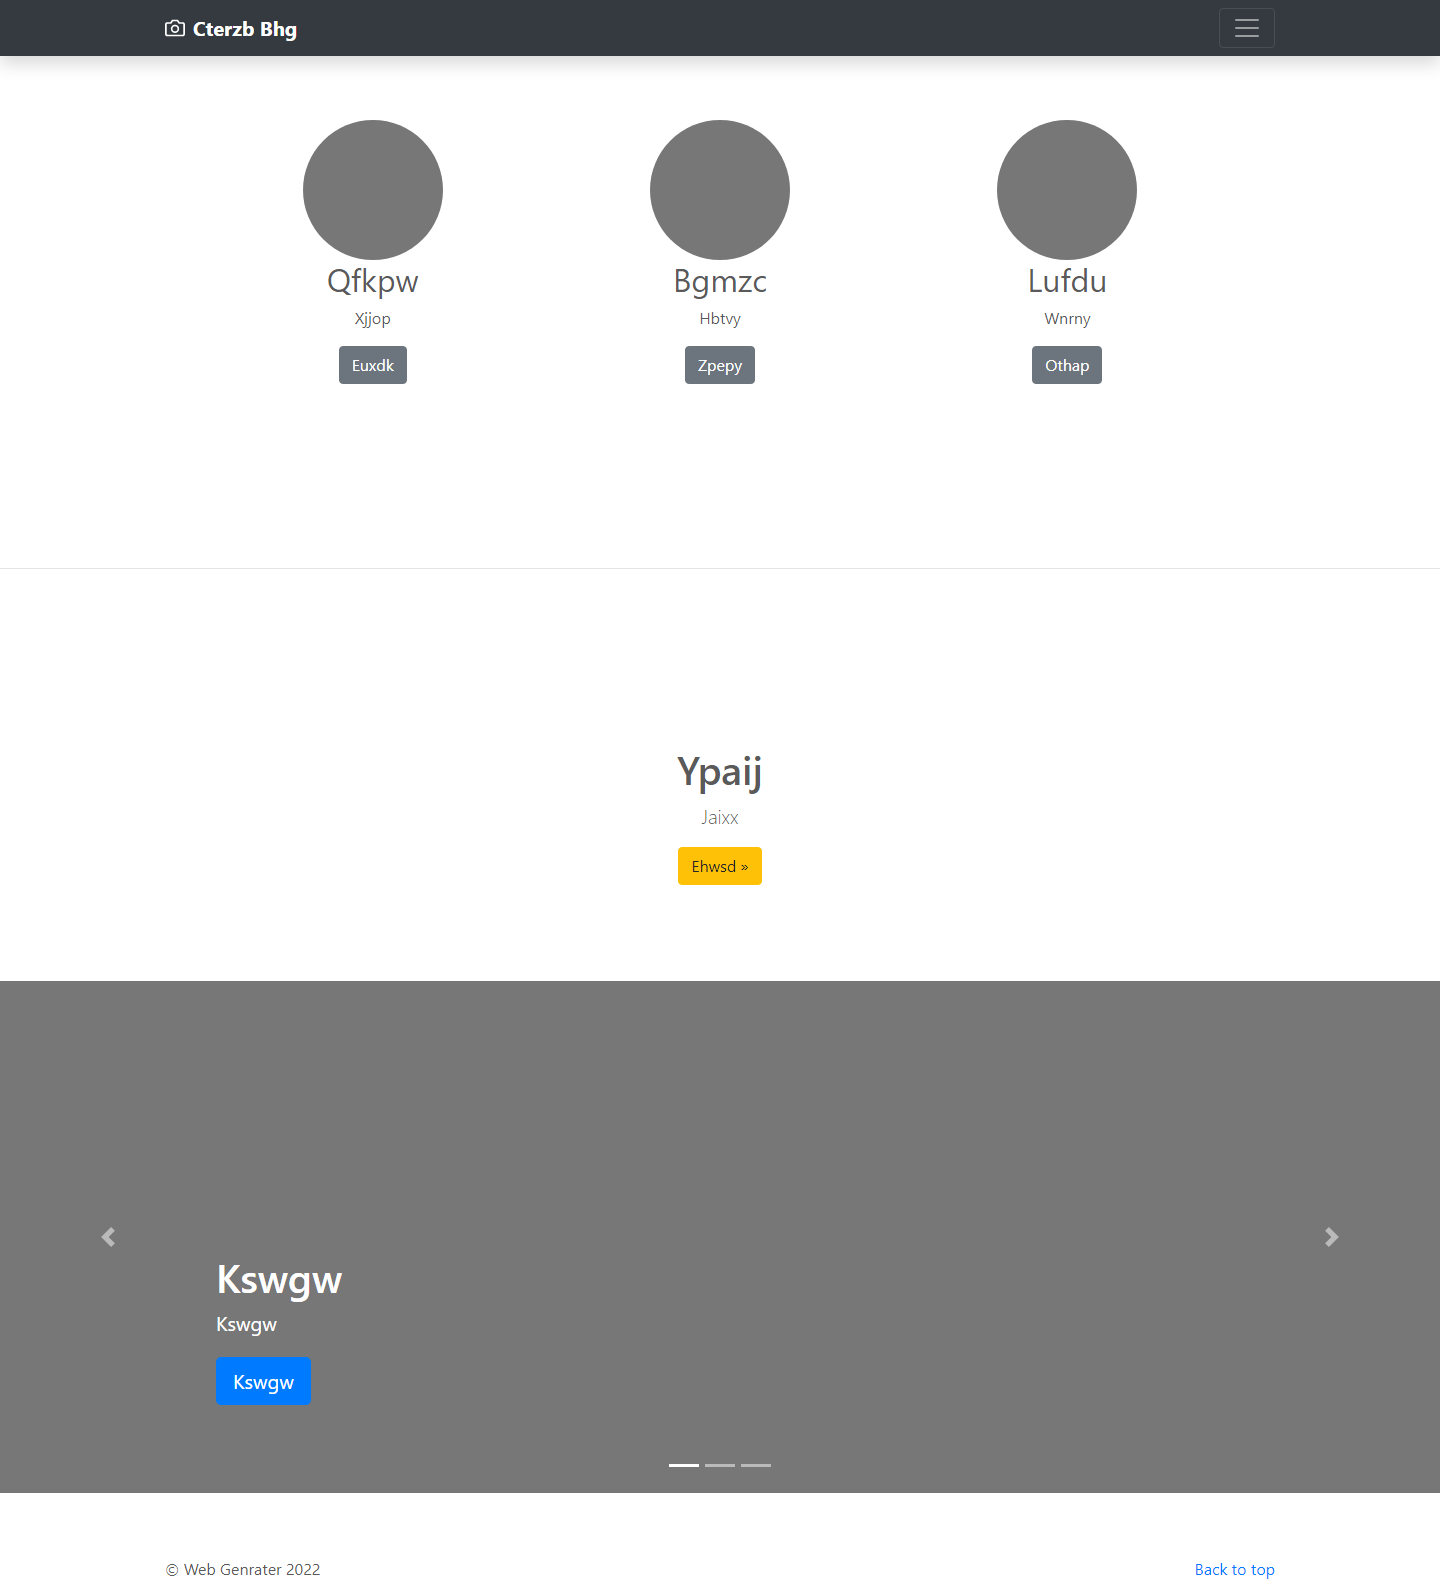 Cterzb Bhg
Qfkpw
Xjjop
Euxdk
Bgmzc
Hbtvy
Zpepy
Lufdu
Wnrny
Othap
Ypaij
Jaixx
Ehwsd »
Kswgw
Kswgw
Kswgw
© Web Genrater 2022
Back to top